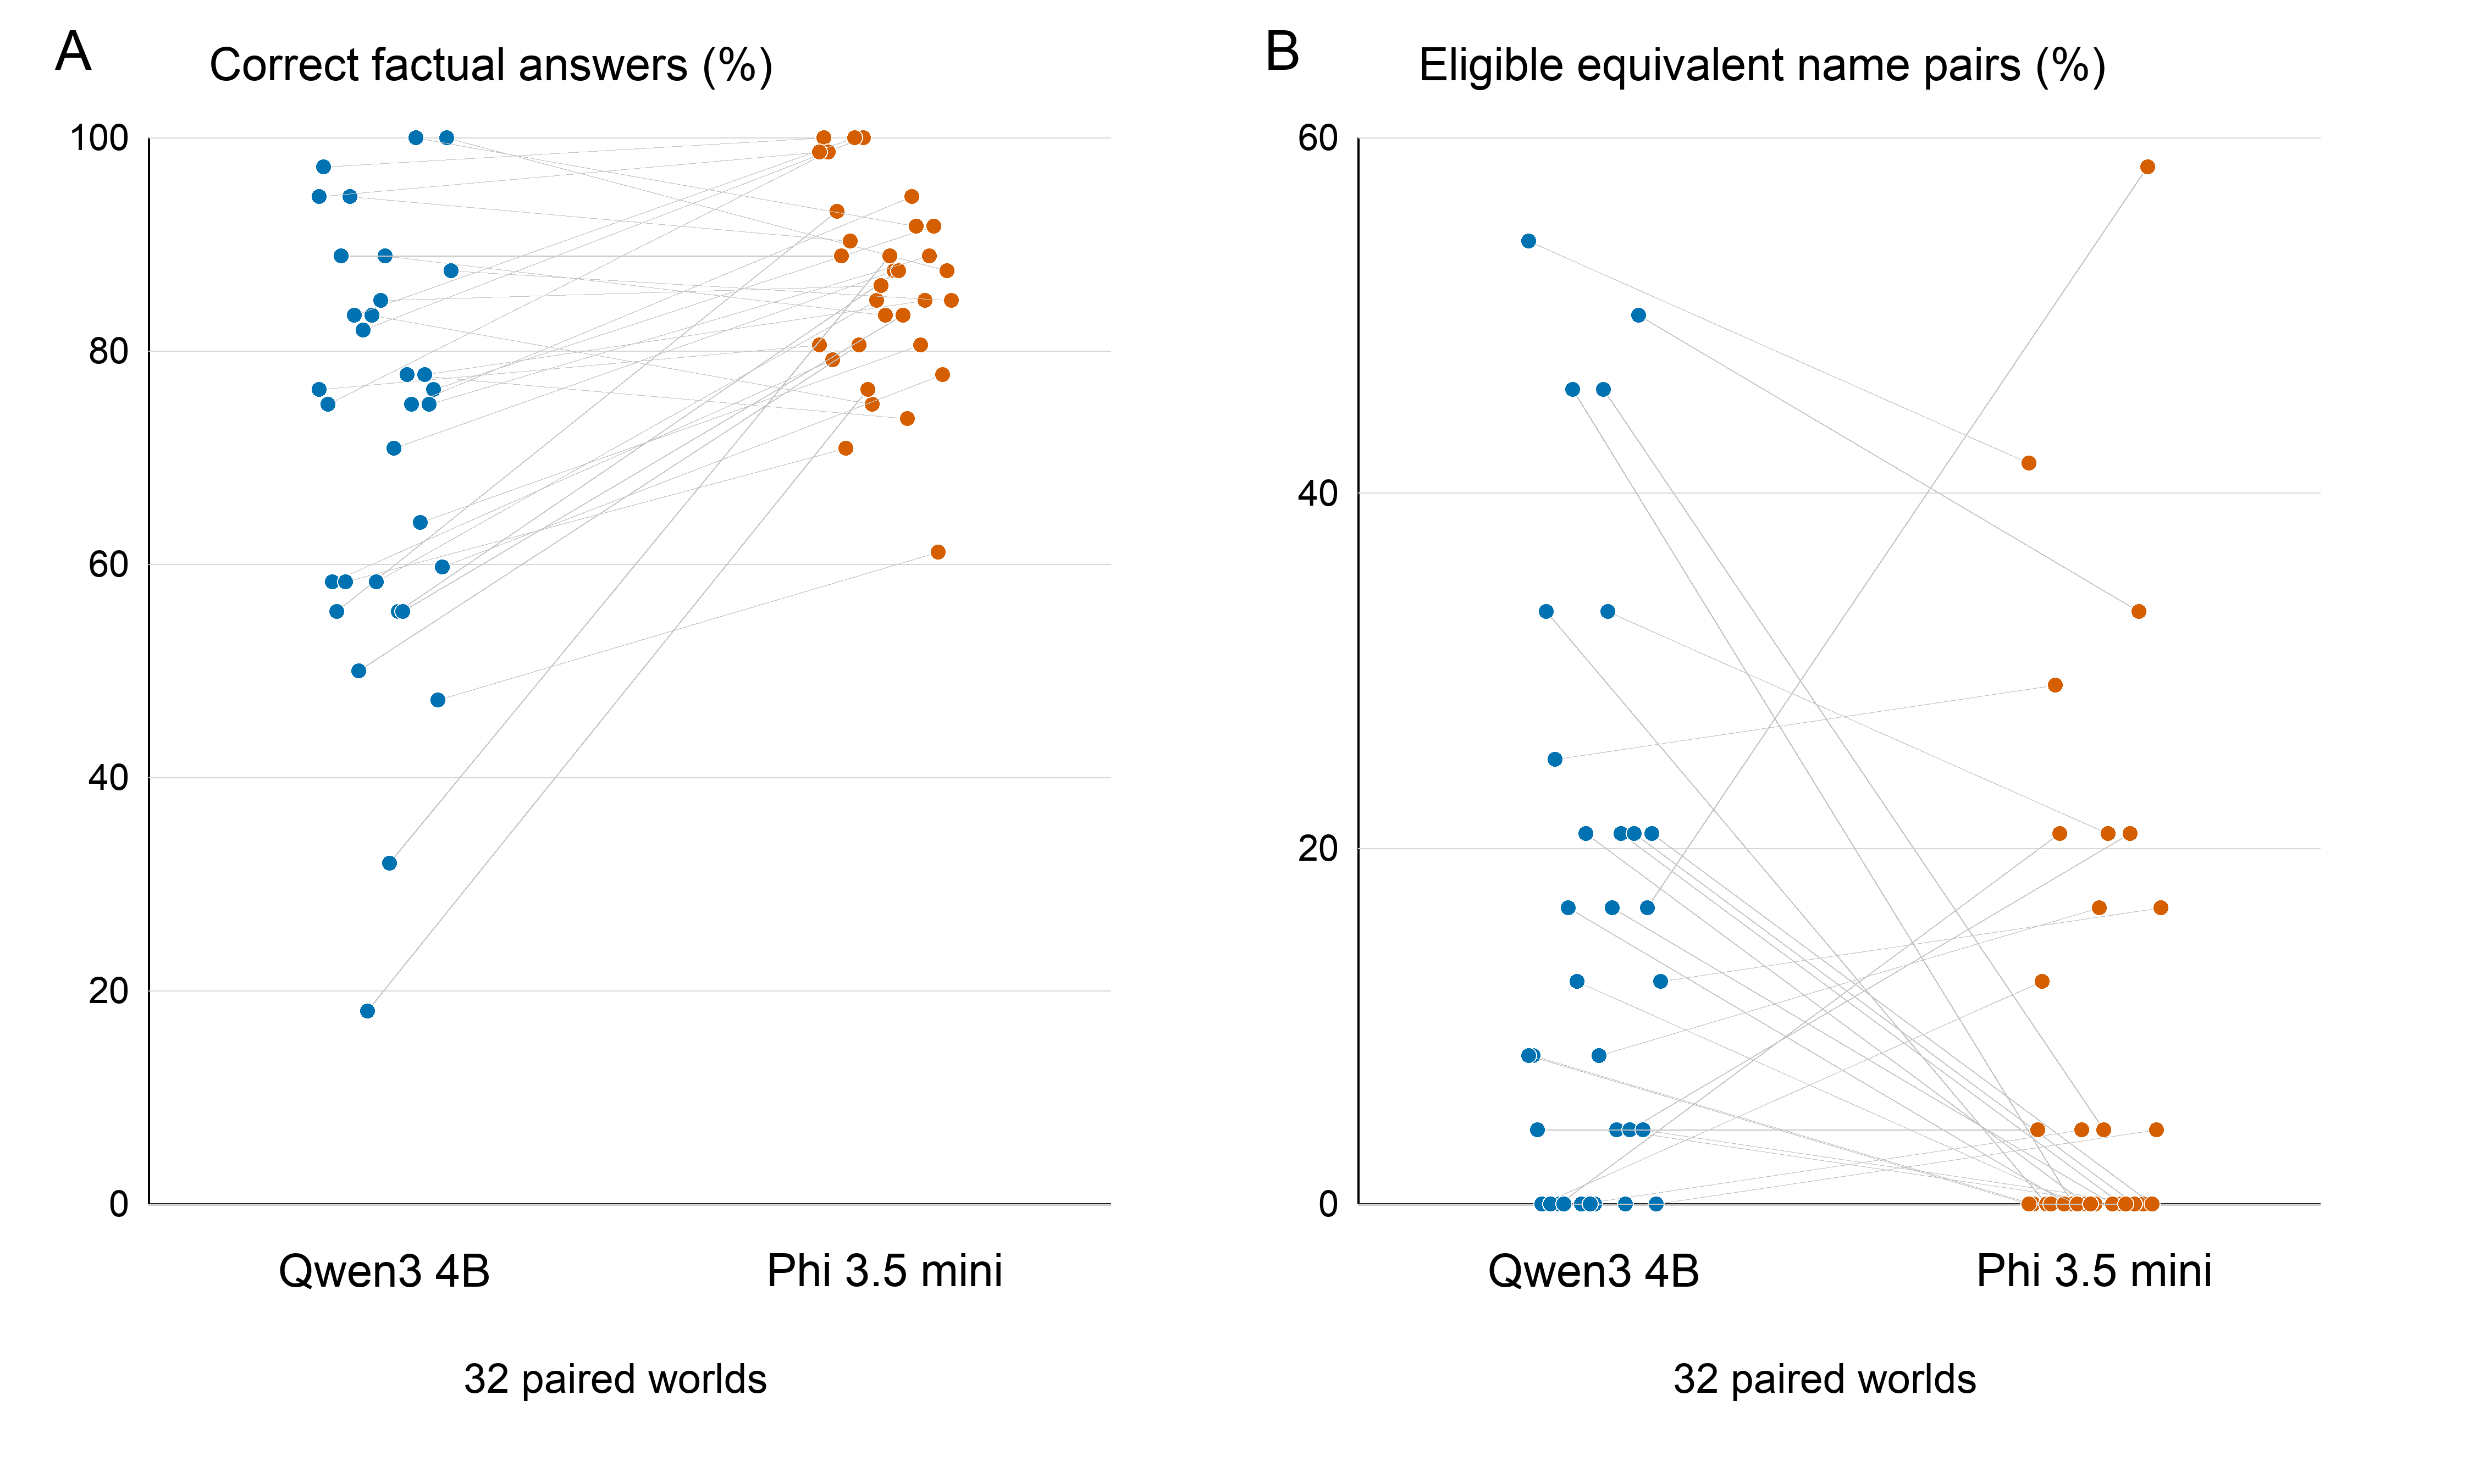 A
Correct factual answers (%)
100
80
60
40
20
0
Qwen3 4B
Phi 3.5 mini
32 paired worlds
B
Eligible equivalent name pairs (%)
60
40
20
0
Qwen3 4B
Phi 3.5 mini
32 paired worlds